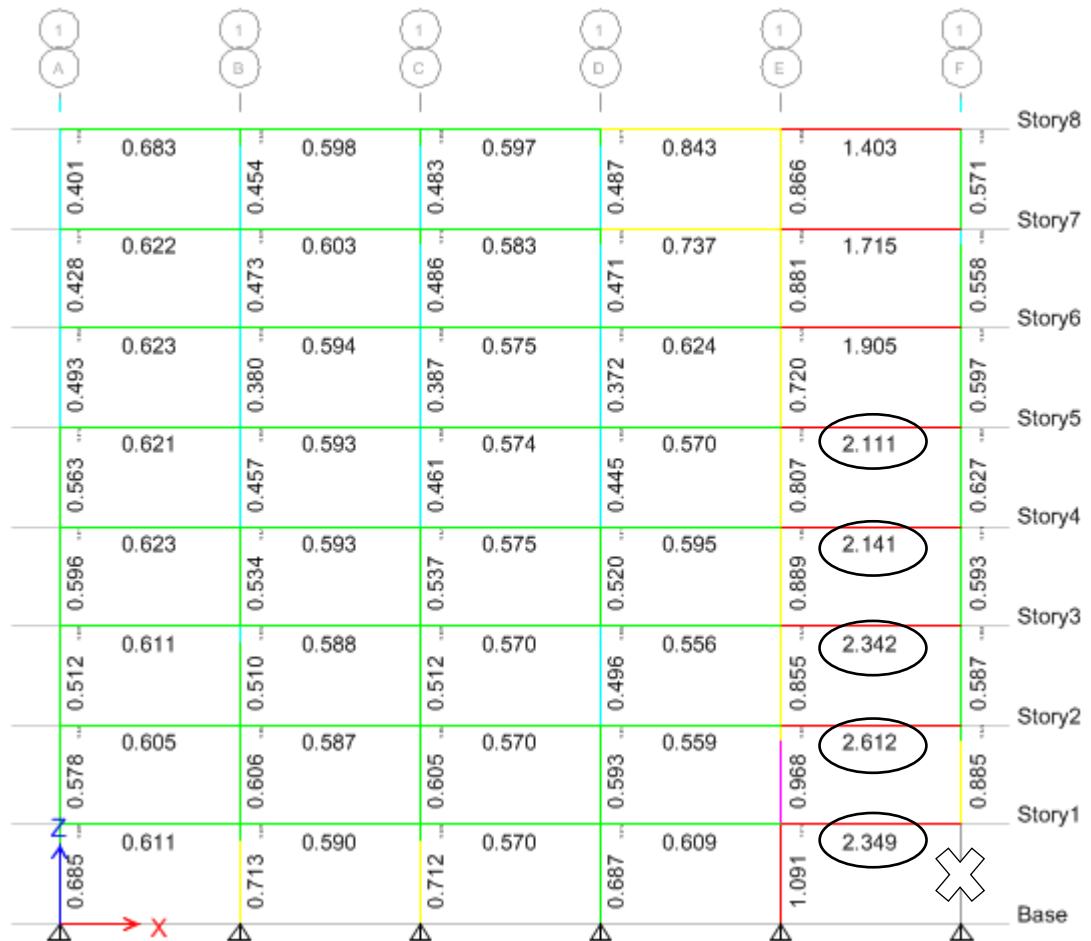 1 1 1 1 1 1
A B C D E F
Story8
0.683 0.598 0.597 0.843 1.403
0.401 0.454 0.483 0.487 0.866 0.571
Story7
0.622 0.603 0.583 0.737 1.715
0.428 0.473 0.486 0.471 0.881 0.558
Story6
0.623 0.594 0.575 0.624 1.905
0.493 0.380 0.387 0.372 0.720 0.597
Story5
0.621 0.593 0.574 0.570 2.111
0.563 0.457 0.461 0.445 0.807 0.627
Story4
0.623 0.593 0.575 0.595 2.141
0.596 0.534 0.537 0.520 0.889 0.593
Story3
0.611 0.588 0.570 0.556 2.342
0.512 0.510 0.512 0.496 0.855 0.587
Story2
0.605 0.587 0.570 0.559 2.612
0.578 0.606 0.605 0.593 0.968 0.885
Story1
Z
0.611 0.590 0.570 0.609 2.349
0.685 0.713 0.712 0.687 1.091
Base
X